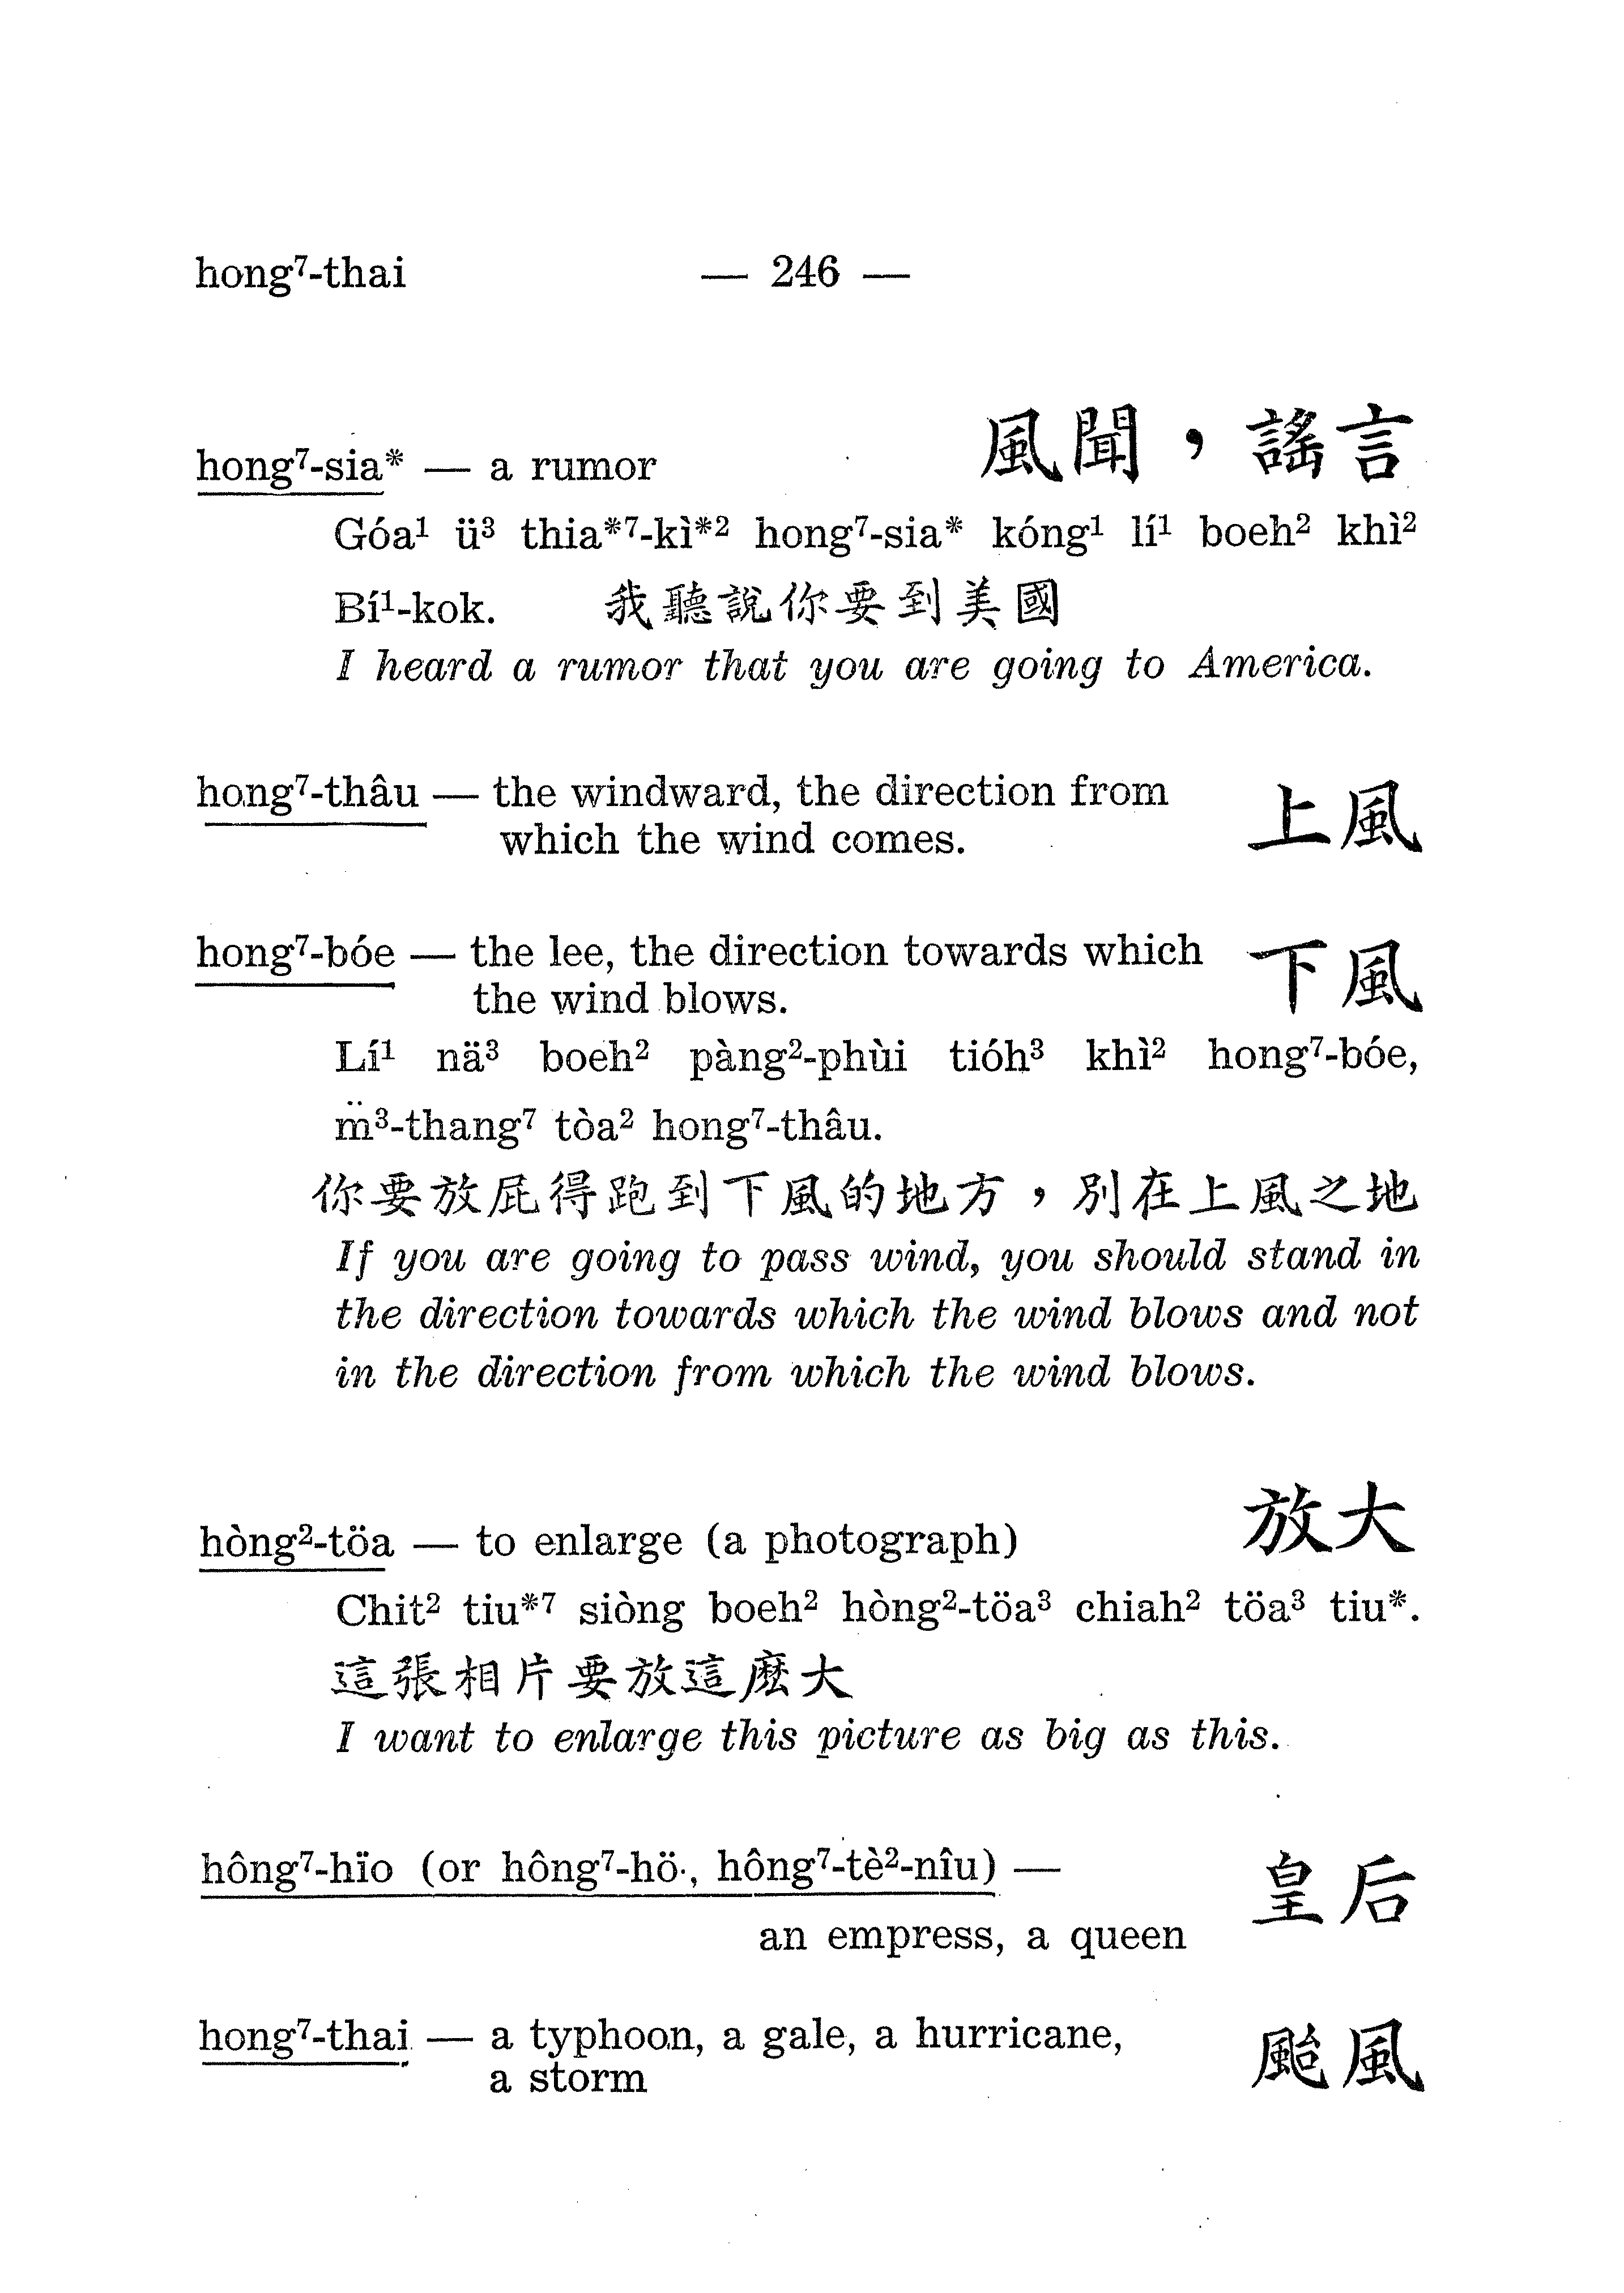 hong⁷-thai — 246 —
風聞，謠言
hong⁷-sia* — a rumor
Góa¹ ü³ thia*⁷-kì*² hong⁷-sia* kóng¹ lí¹ boeh² khì²
Bí¹-kok. 我聽說你要到美國
I heard a rumor that you are going to America.
hong⁷-thâu — the windward, the direction from 上風
which the wind comes.
hong⁷-bóe — the lee, the direction towards which 下風
the wind blows.
Lí¹ nä³ boeh² pàng²-phùi tióh³ khì² hong⁷-bóe,
m̈³-thang⁷ tòa² hong⁷-thâu.
你要放屁得跑到下風的地方，別在上風之地
If you are going to pass wind, you should stand in
the direction towards which the wind blows and not
in the direction from which the wind blows.
放大
hòng²-töa — to enlarge (a photograph)
Chit² tiu*⁷ siòng boeh² hòng²-töa³ chiah² töa³ tiu*.
這張相片要放這麼大
I want to enlarge this picture as big as this.
hông⁷-hïo (or hông⁷-hö·, hông⁷-tè²-nîu) — 皇后
an empress, a queen
hong⁷-thai — a typhoon, a gale, a hurricane, 颱風
a storm